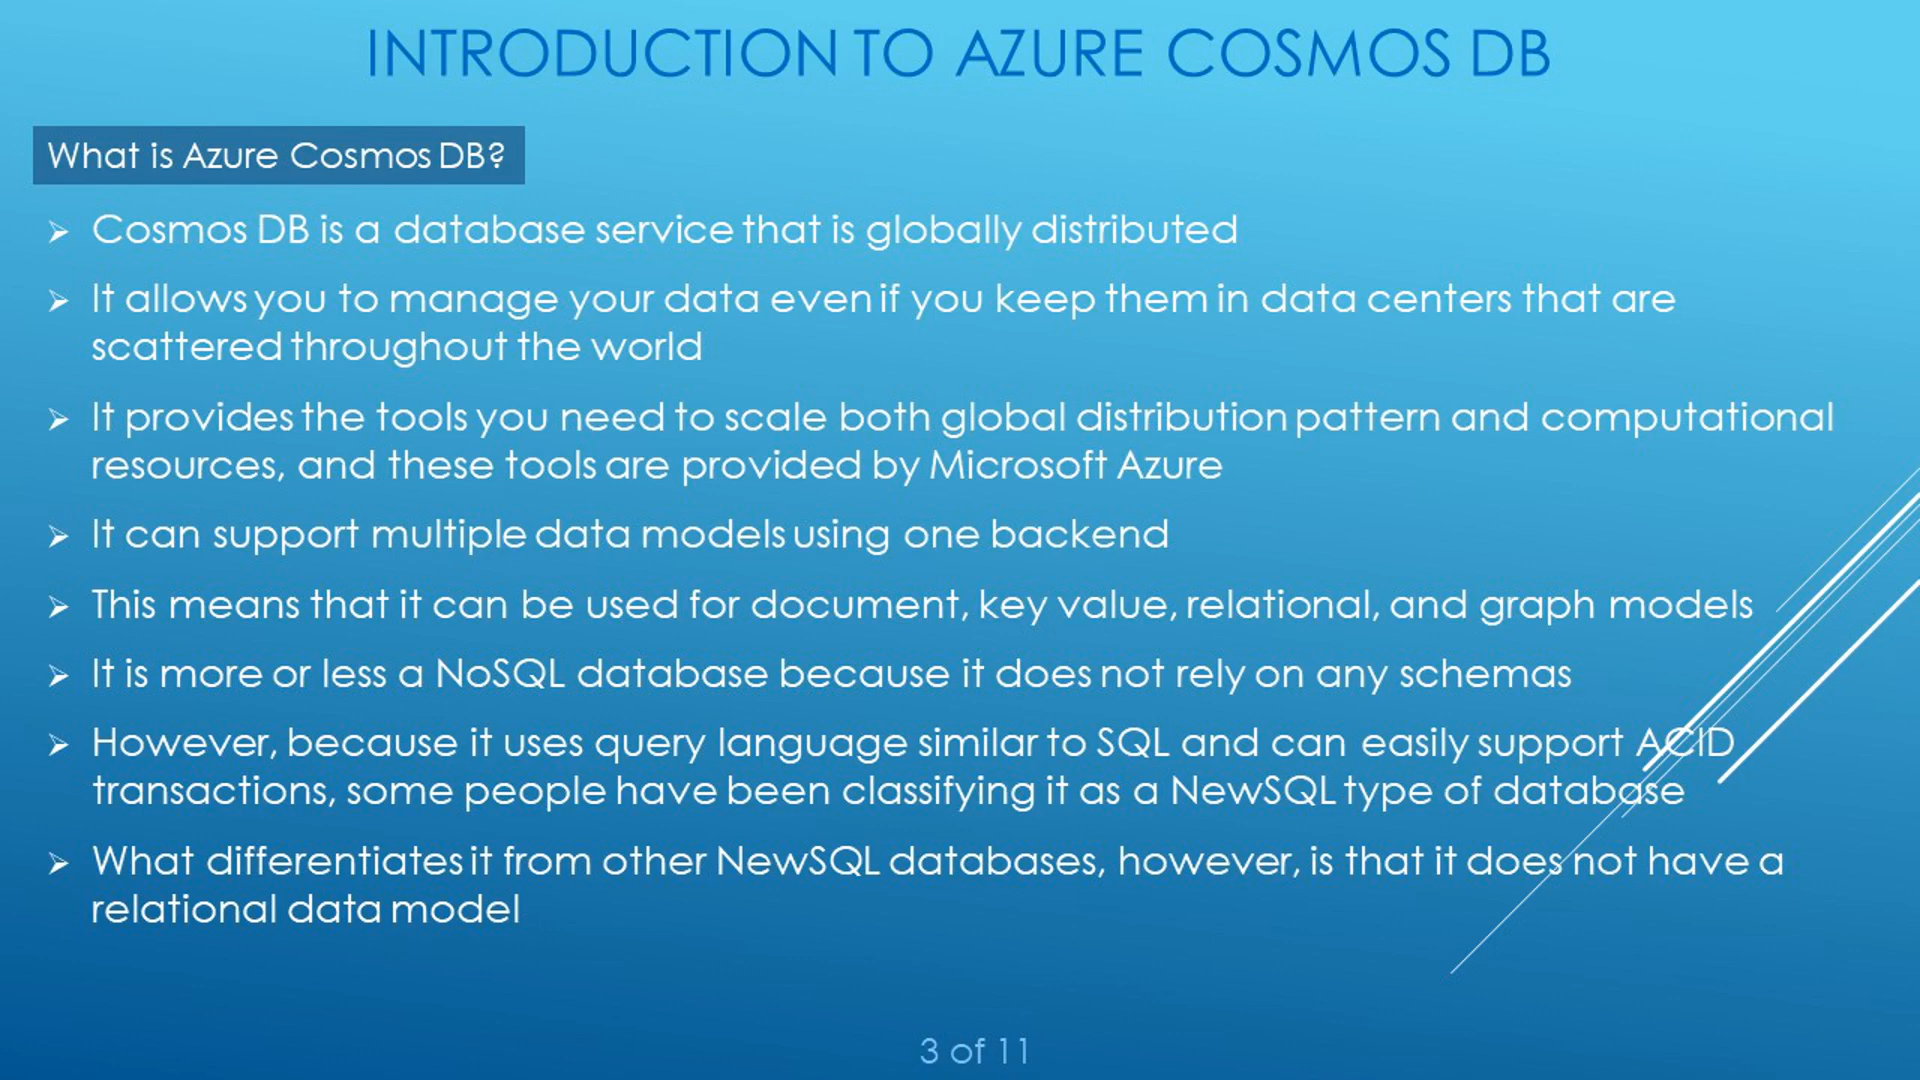 INTRODUCTION TO AZURE COSMOS DB
What is Azure Cosmos DB?
➢ Cosmos DB is a database service that is globally distributed
➢ It allows you to manage your data even if you keep them in data centers that are
scattered throughout the world
➢ It provides the tools you need to scale both global distribution pattern and computational
resources, and these tools are provided by Microsoft Azure
➢ It can support multiple data models using one backend
➢ This means that it can be used for document, key value, relational, and graph models
➢ It is more or less a NoSQL database because it does not rely on any schemas
➢ However, because it uses query language similar to SQL and can easily support ACID
transactions, some people have been classifying it as a NewSQL type of database
➢ What differentiates it from other NewSQL databases, however, is that it does not have a
relational data model
3 of 11